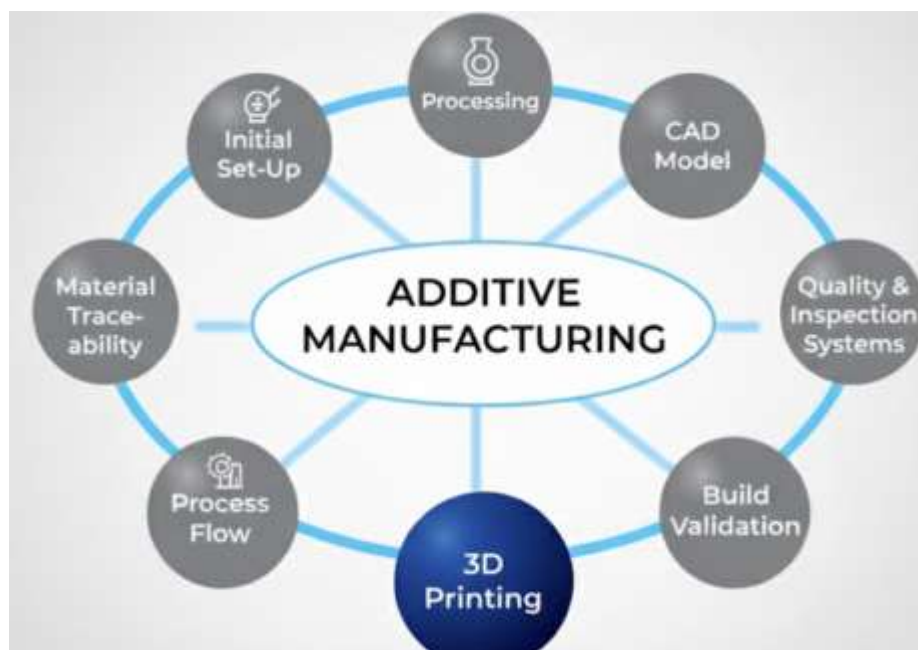 Processing
Initial
Set-Up
CAD
Model
Material
Trace-
ability
ADDITIVE
MANUFACTURING
Quality &
Inspection
Systems
Process
Flow
3D
Printing
Build
Validation